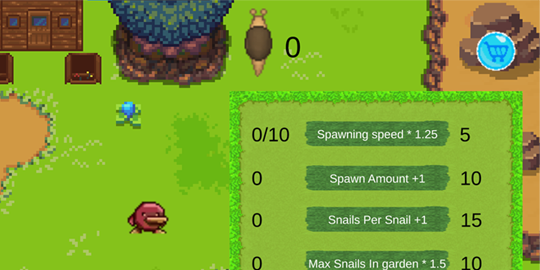 0
0/10 Spawning speed * 1.25 5
0 Spawn Amount +1 10
0 Snails Per Snail +1 15
0 Max Snails In garden * 1.5 10